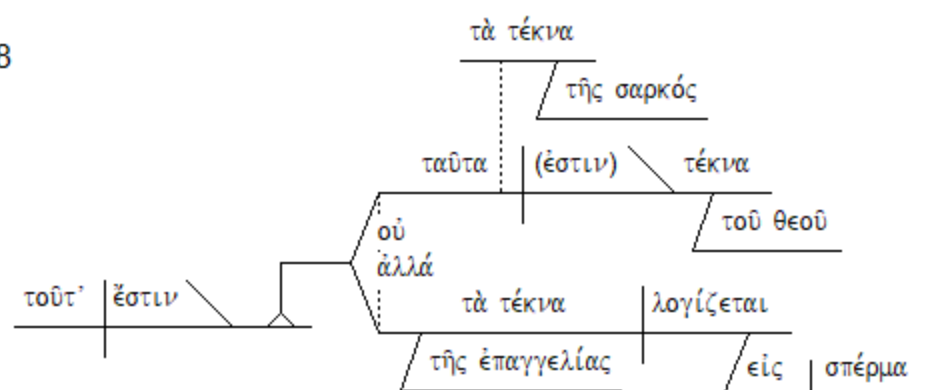 τὰ τέκνα
8
τῆς σαρκός
ταῦτα (ἐστιν) τέκνα
τοῦ θεοῦ
οὐ
ἀλλά
τοῦτ’ ἔστιν
τὰ τέκνα λογίζεται
τῆς ἐπαγγελίας
εἰς σπέρμα